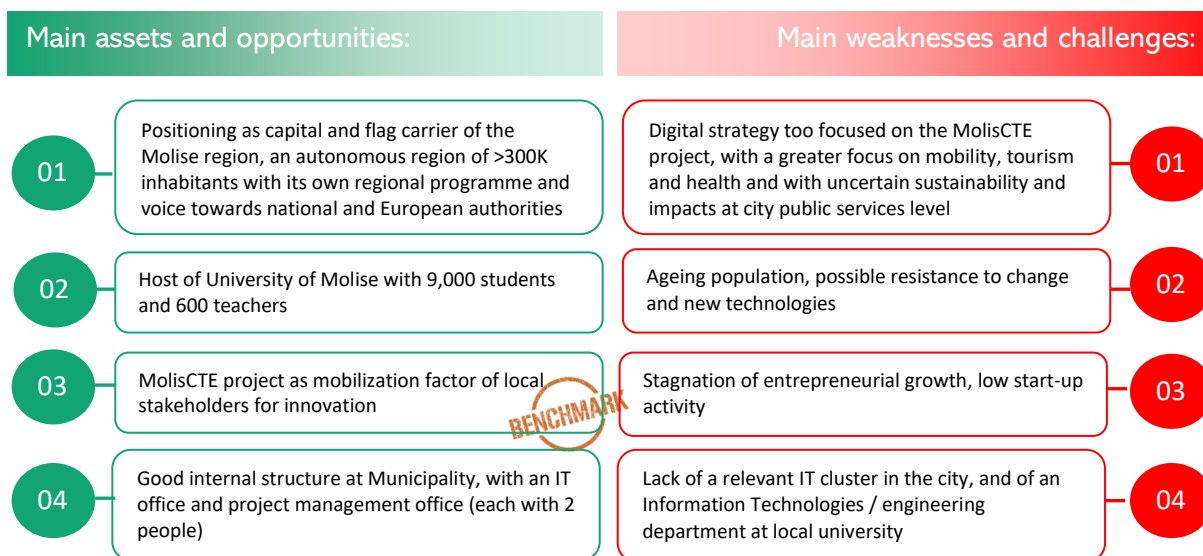 Main assets and opportunities:
Main weaknesses and challenges:
01
Positioning as capital and flag carrier of the
Molise region, an autonomous region of >300K
inhabitants with its own regional programme and
voice towards national and European authorities
Digital strategy too focused on the MolisCTE
project, with a greater focus on mobility, tourism
and health and with uncertain sustainability and
impacts at city public services level
01
02
Host of University of Molise with 9,000 students
and 600 teachers
Ageing population, possible resistance to change
and new technologies
02
03
MolisCTE project as mobilization factor of local
stakeholders for innovation
BENCHMARK
Stagnation of entrepreneurial growth, low start-up
activity
03
04
Good internal structure at Municipality, with an IT
office and project management office (each with 2
people)
Lack of a relevant IT cluster in the city, and of an
Information Technologies / engineering
department at local university
04